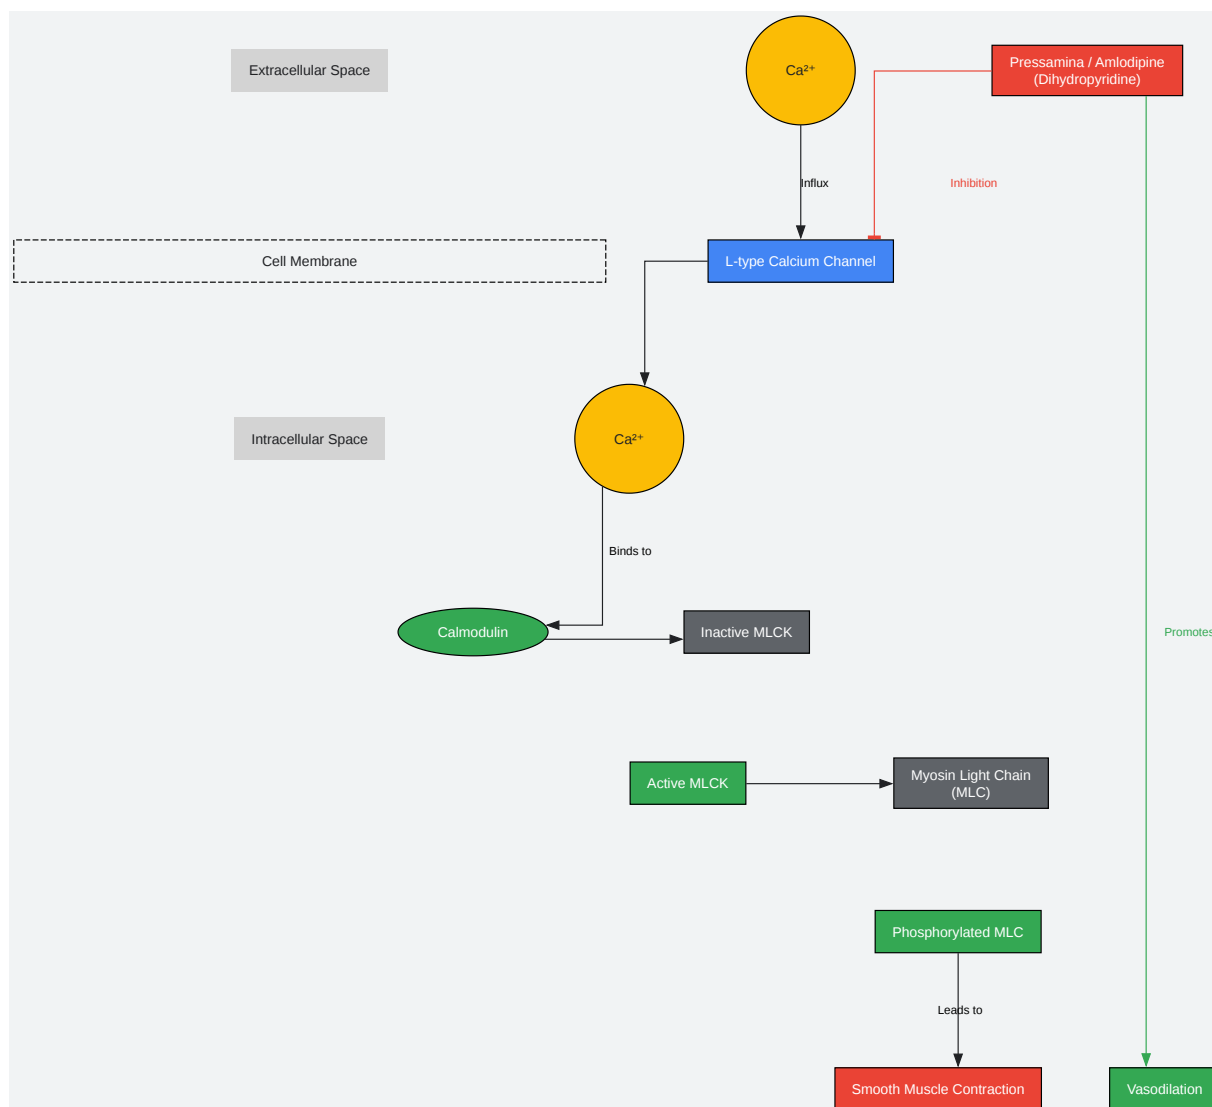 Extracellular Space
Ca²⁺
Pressamina / Amlodipine
(Dihydropyridine)
Influx
Inhibition
Cell Membrane
L-type Calcium Channel
Intracellular Space
Ca²⁺
Binds to
Calmodulin
Inactive MLCK
Promotes
Active MLCK
Myosin Light Chain
(MLC)
Phosphorylated MLC
Leads to
Smooth Muscle Contraction
Vasodilation